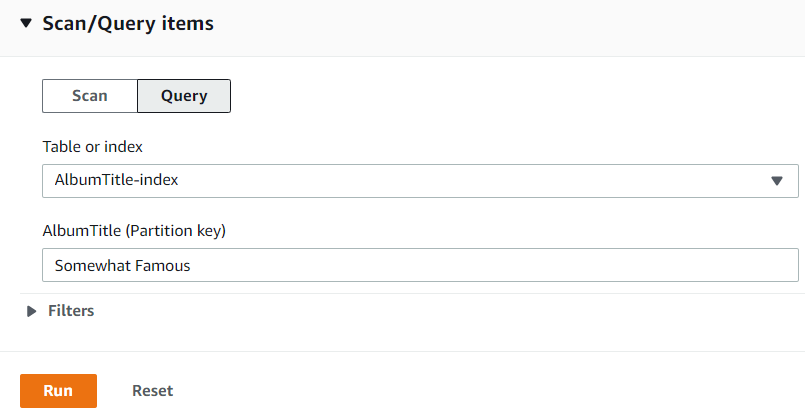 Scan/Query items
Scan Query
Table or index
AlbumTitle-index
AlbumTitle (Partition key)
Somewhat Famous
Filters
Run Reset